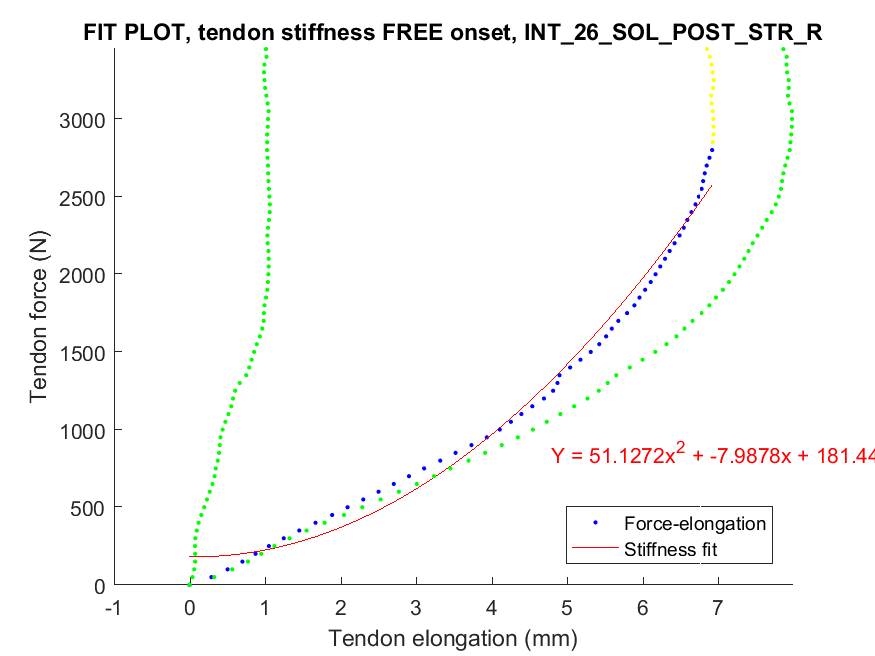 FIT PLOT, tendon stiffness FREE onset, INT_26_SOL_POST_STR_R
Tendon force (N)
3000
2500
2000
1500
1000
500
0
Y = 51.1272x² + -7.9878x + 181.44
Force-elongation
Stiffness fit
-1 0 1 2 3 4 5 6 7
Tendon elongation (mm)